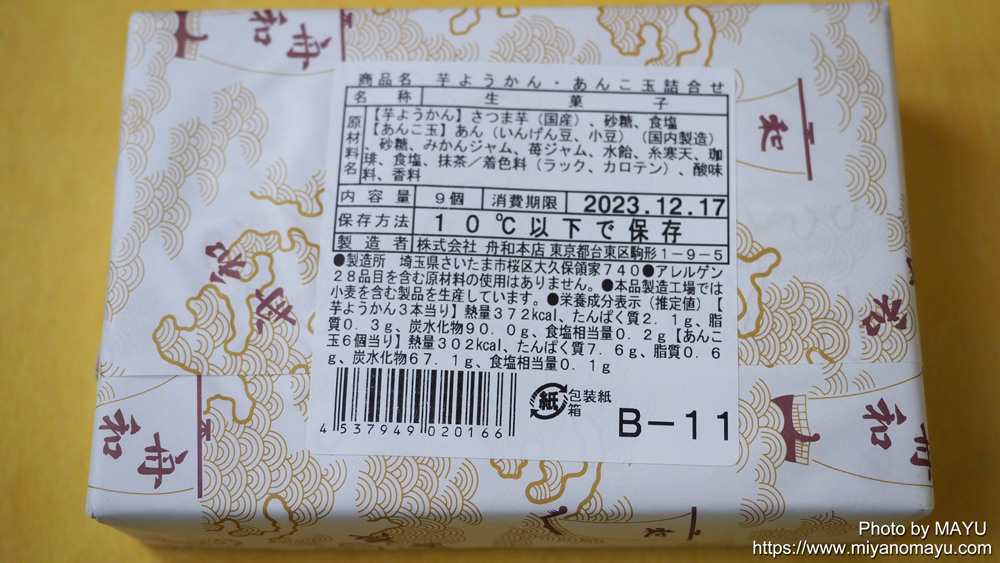 商品名 芋ようかん・あんこ玉詰合せ
名称 生菓子
原材料名 【芋ようかん】さつま芋（国産）、砂糖、食塩
【あんこ玉】あん（いんげん豆、小豆）（国内製造）
、砂糖、みかんジャム、苺ジャム、水飴、糸寒天、珈
琲、食塩、抹茶／着色料（ラック、カロテン）、酸味
料、香料
内容量 9個 消費期限 2023.12.17
保存方法 10℃以下で保存
製造者 株式会社 舟和本店 東京都台東区駒形1-9-5
●製造所 埼玉県さいたま市桜区大久保領家740●アレルゲン
28品目を含む原材料の使用はありません。●本品製造工場では
小麦を含む製品を生産しています。●栄養成分表示（推定値）【
芋ようかん3本当り】熱量372kcal、たんぱく質2.1g、脂
質0.3g、炭水化物90.0g、食塩相当量0.2g【あんこ
玉6個当り】熱量302kcal、たんぱく質7.6g、脂質0.6
g、炭水化物67.1g、食塩相当量0.1g
4 537949 020166
紙 包装紙
箱
B-11
舟和
舟和
舟和
Photo by MAYU
https://www.miyanomayu.com